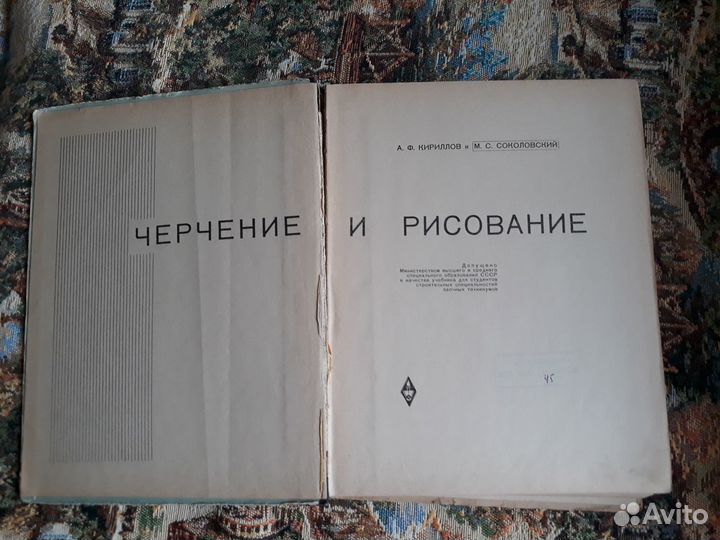 А. Ф. КИРИЛЛОВ и М. С. СОКОЛОВСКИЙ
ЧЕРЧЕНИЕ И РИСОВАНИЕ
Допущено
Министерством высшего и среднего
специального образования СССР
в качестве учебника для студентов
строительных специальностей
заочных техникумов
45
Avito